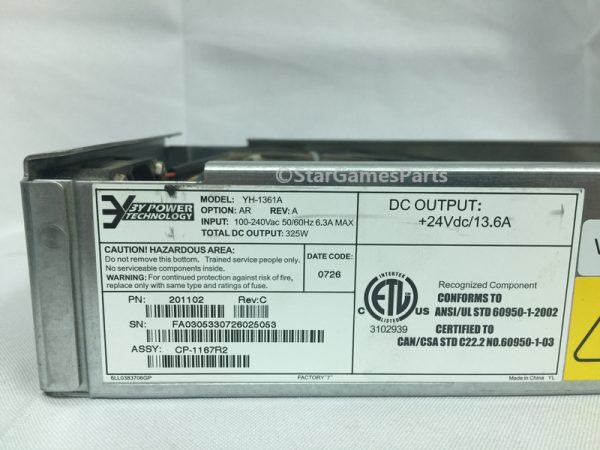 ©StarGamesParts
3Y POWER
TECHNOLOGY
MODEL: YH-1361A
OPTION: AR REV: A
INPUT: 100-240Vac 50/60Hz 6.3A MAX
TOTAL DC OUTPUT: 325W
DC OUTPUT:
+24Vdc/13.6A
CAUTION! HAZARDOUS AREA:
Do not remove this bottom. Trained service people only.
No serviceable components inside.
WARNING: For continued protection against risk of fire,
replace only with same type and ratings of fuse.
DATE CODE:
0726
PN: 201102 Rev:C
SN: FA0305330726025053
ASSY: CP-1167R2
INTERTEK
ETL
LISTED
C US
3102939
Recognized Component
CONFORMS TO
ANSI/UL STD 60950-1-2002
CERTIFIED TO
CAN/CSA STD C22.2 NO.60950-1-03
6LL0383706GP
FACTORY "7"
Made in China YL